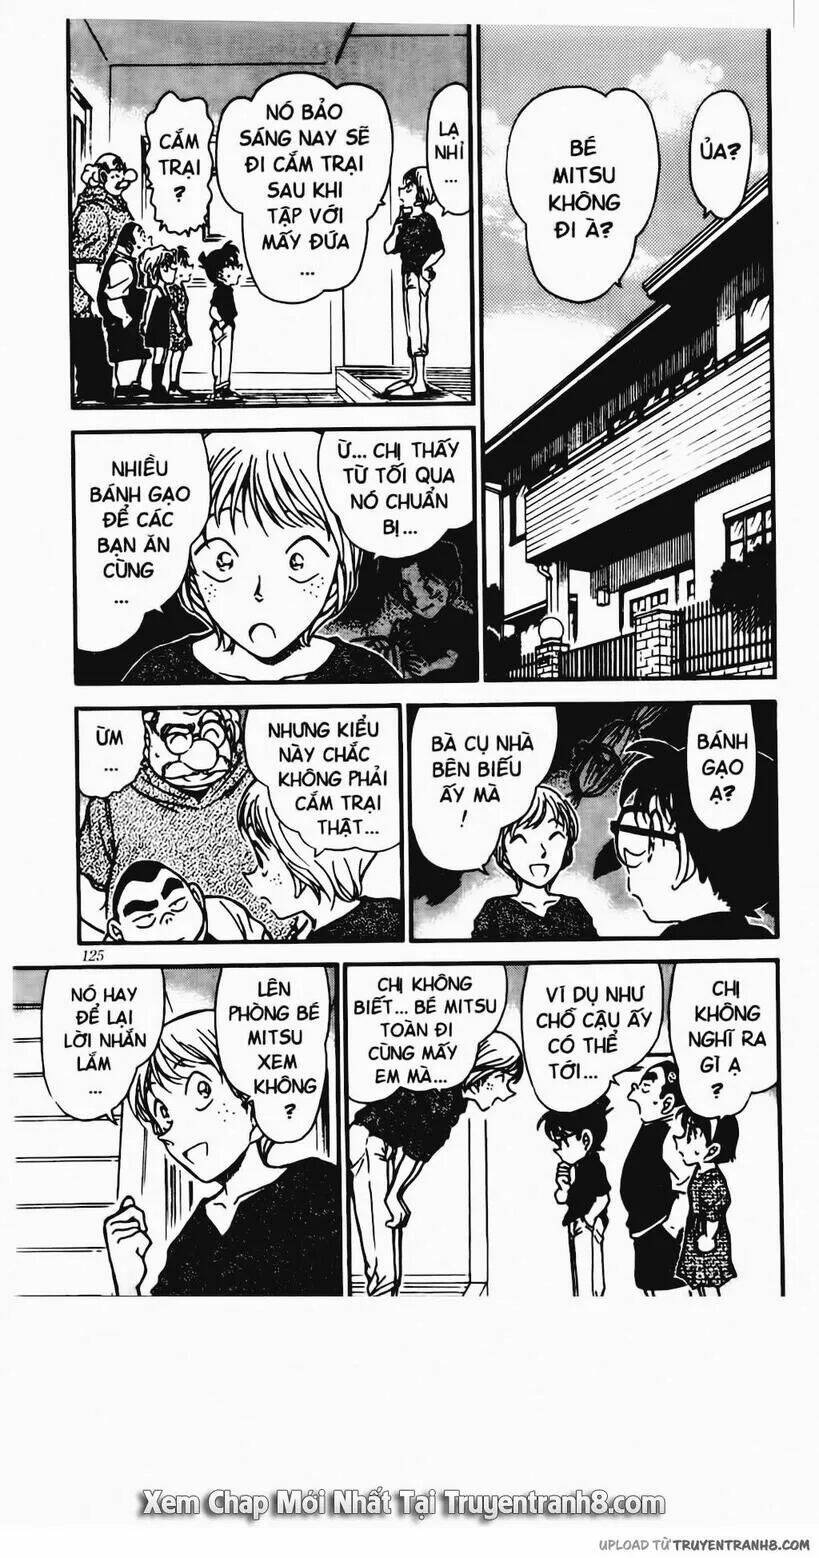 ỦA?
BÉ
MITSU
KHÔNG
ĐI À?
LẠ
NHỈ
...
NÓ BẢO
SÁNG NAY SẼ
ĐI CẮM TRẠI
SAU KHI
TẬP VỚI
MẤY ĐỨA
...
CẮM
TRẠI
?
Ừ... CHỊ THẤY
TỪ TỐI QUA
NÓ CHUẨN
BỊ...
NHIỀU
BÁNH GẠO
ĐỂ CÁC
BẠN ĂN
CÙNG
...
BÁNH
GẠO
Ạ?
BÀ CỤ NHÀ
BÊN BIẾU
ẤY MÀ
!
NHƯNG KIỂU
NÀY CHẮC
KHÔNG PHẢI
CẮM TRẠI
THẬT...
ỪM
...
125
CHỊ
KHÔNG
NGHĨ RA
GÌ Ạ
?
VÍ DỤ NHƯ
CHỖ CẬU ẤY
CÓ THỂ
TỚI...
CHỊ KHÔNG
BIẾT... BÉ MITSU
TOÀN ĐI
CÙNG MẤY
EM MÀ...
LÊN
PHÒNG BÉ
MITSU
XEM
KHÔNG
?
NÓ HAY
ĐỂ LẠI
LỜI NHẮN
LẮM
...
Xem Chap Mới Nhất Tại Truyentranh8.com
UPLOAD TỪ TRUYENTRANH8.COM